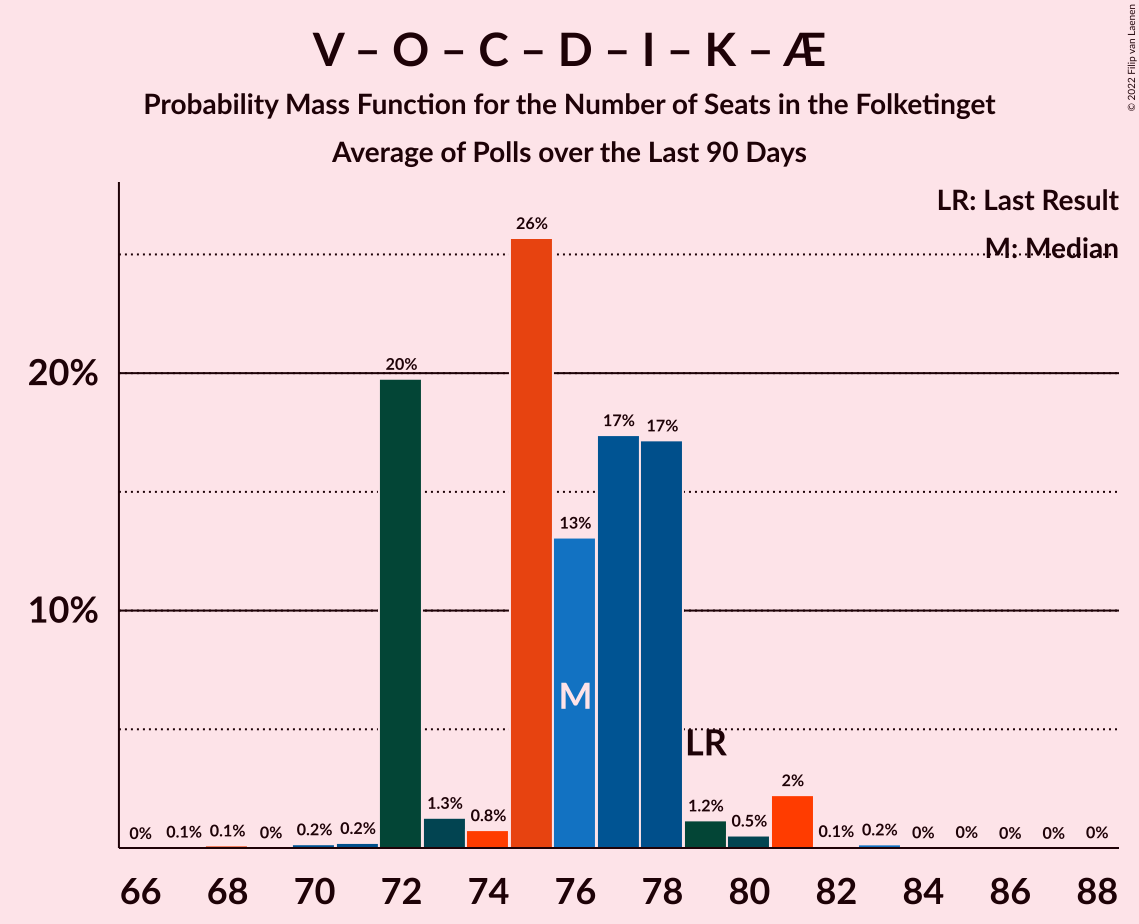 V – O – C – D – I – K – Æ
Probability Mass Function for the Number of Seats in the Folketinget
Average of Polls over the Last 90 Days
© 2022 Filip van Laenen
LR: Last Result
M: Median
26%
20%
20%
17%
17%
13%
10%
M
LR
0%
0.1%
0.1%
0%
0.2%
0.2%
1.3%
0.8%
1.2%
0.5%
2%
0.1%
0.2%
0%
0%
0%
0%
0%
66 68 70 72 74 76 78 80 82 84 86 88